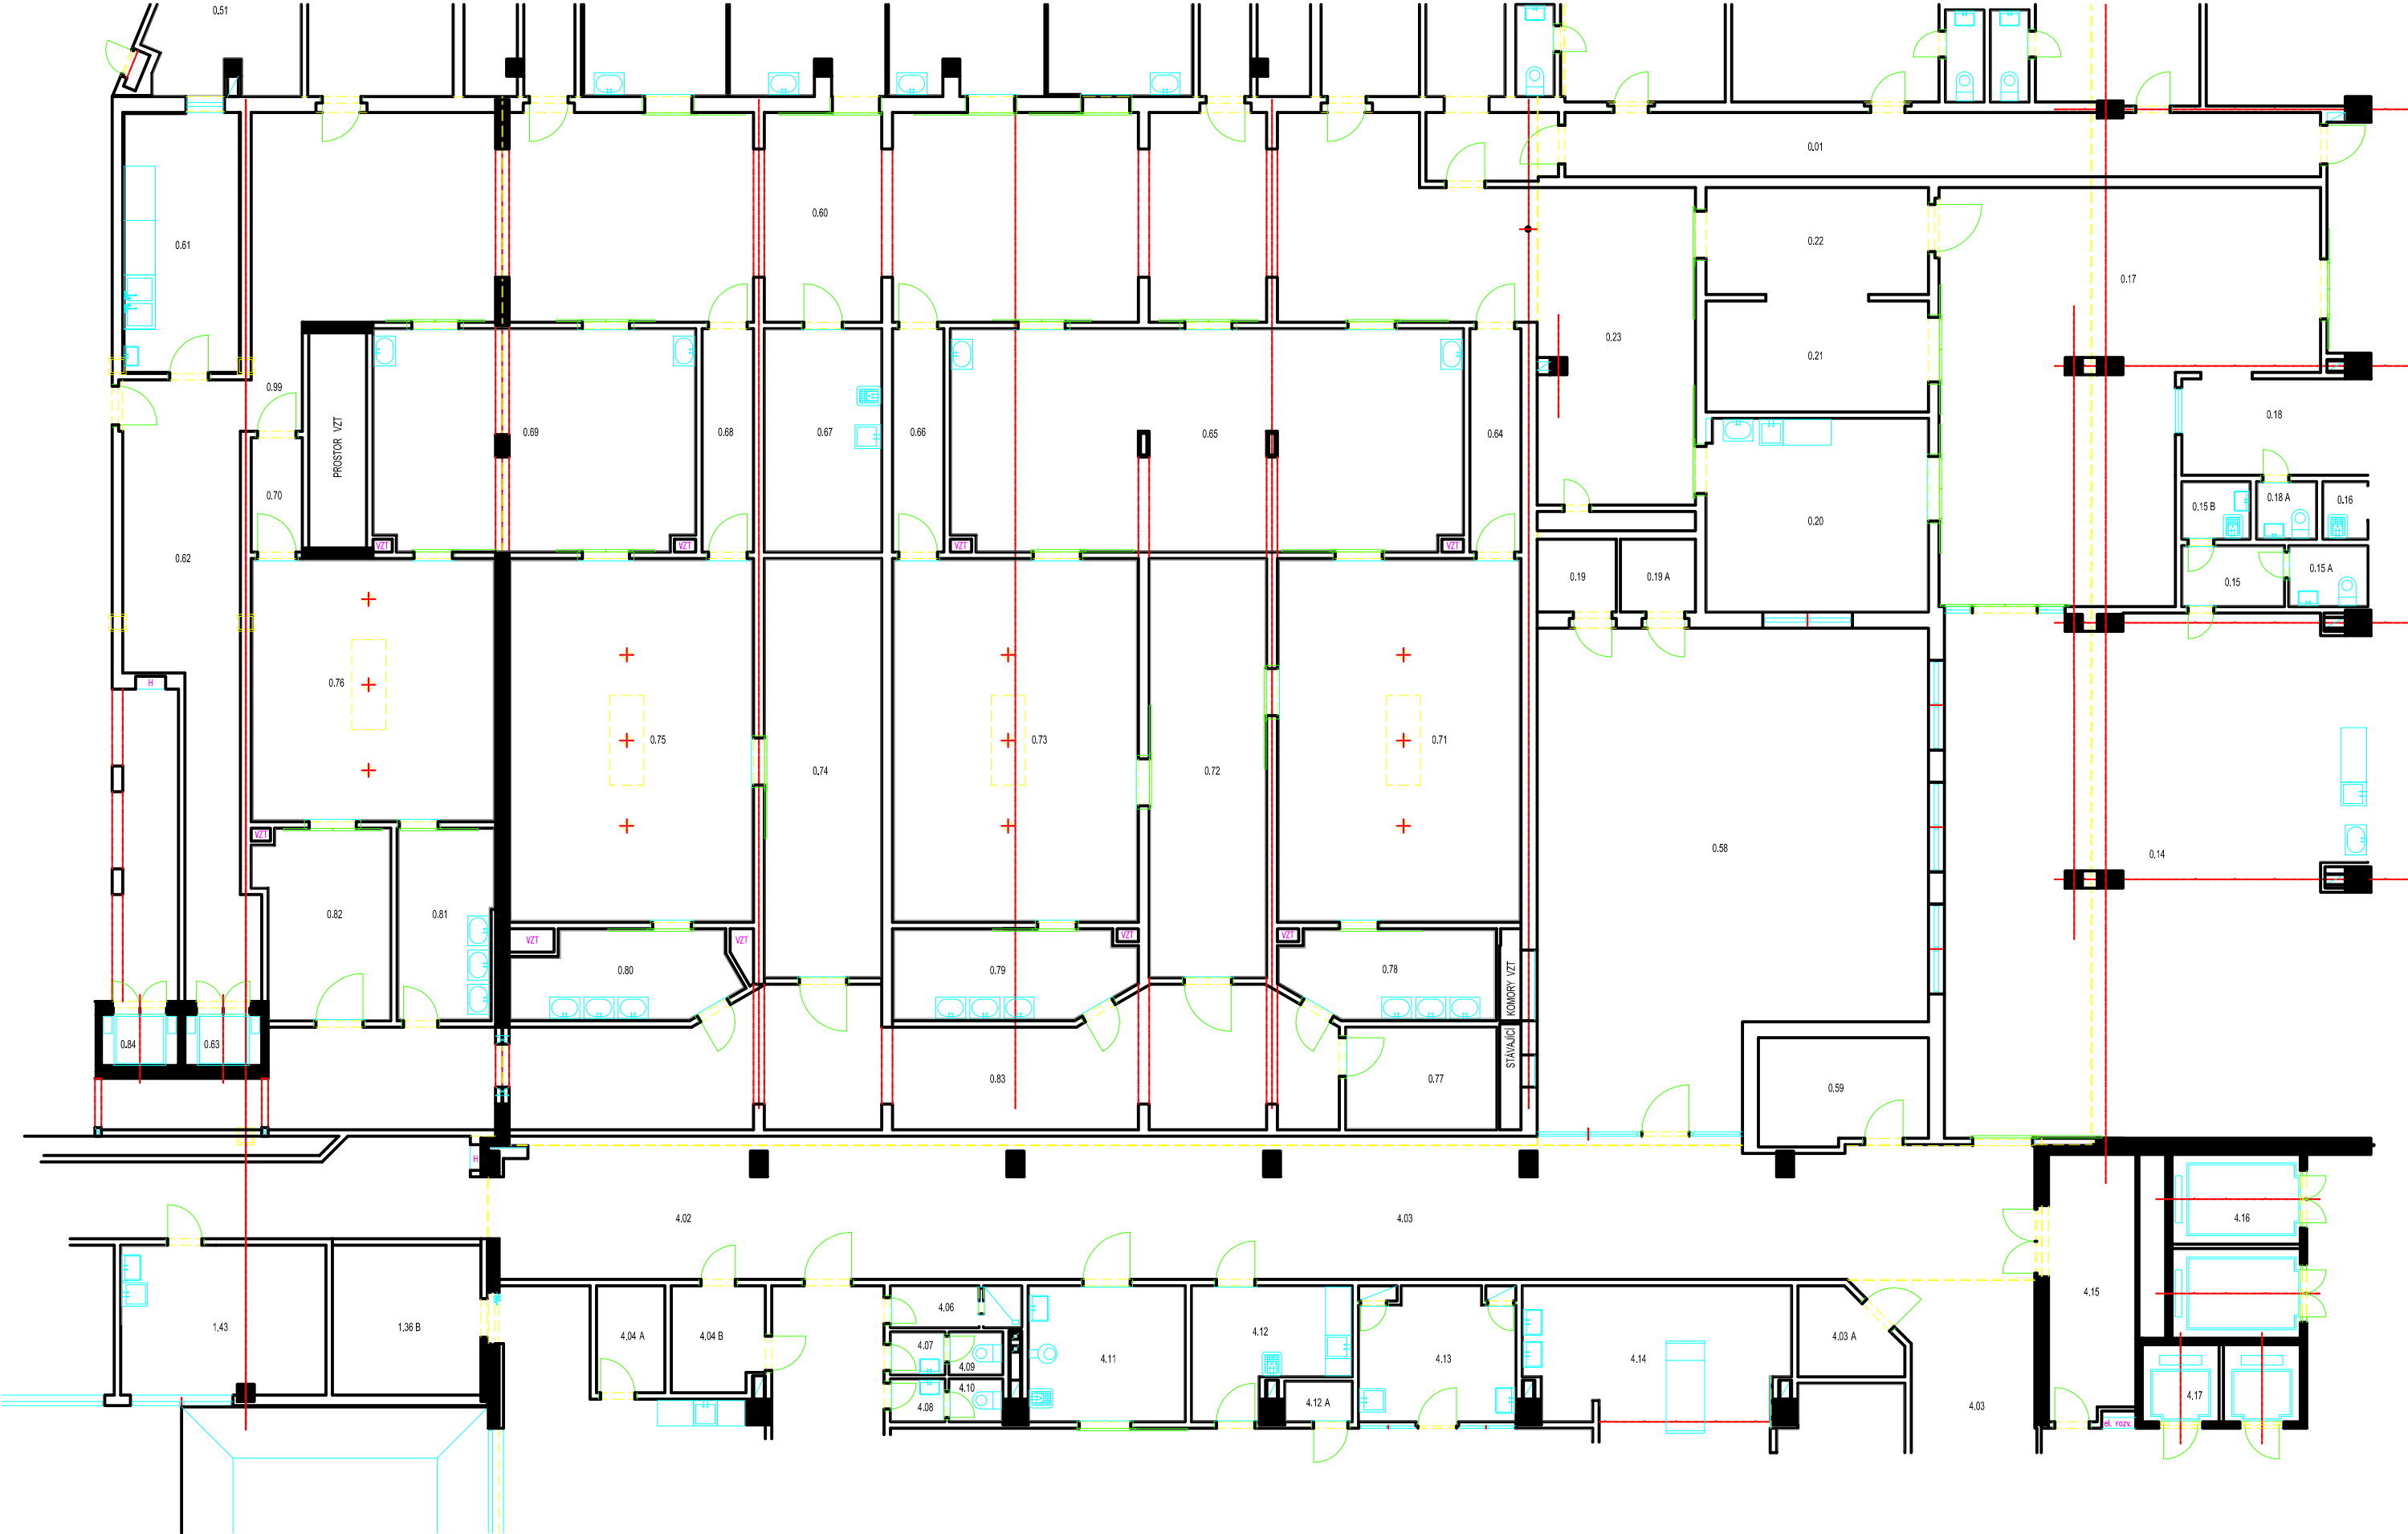 0.51
0.01
0.60
0.22
0.61
0.17
0.23
0.21
0.99
0.18
PROSTOR VZT
0.69
0.68
0.67
0.66
0.65
0.64
0.70
0.15 B
0.18 A
0.16
0.20
VZT
VZT
VZT
VZT
0.62
0.19
0.19 A
0.15
0.15 A
0.76
H
0.75
0.73
0.71
0.74
0.72
VZT
0.58
0.14
0.82
0.81
VZT
VZT
VZT
VZT
0.80
0.79
0.78
STÁVAJÍCÍ KOMORY VZT
0.84
0.63
0.83
0.77
0.59
H
4.02
4.03
4.16
4.15
1.43
1.36 B
4.04 A
4.04 B
4.06
4.07
4.09
4.10
4.08
4.11
4.12
4.12 A
4.13
4.14
4.03 A
4.03
4.17
el. rozv.